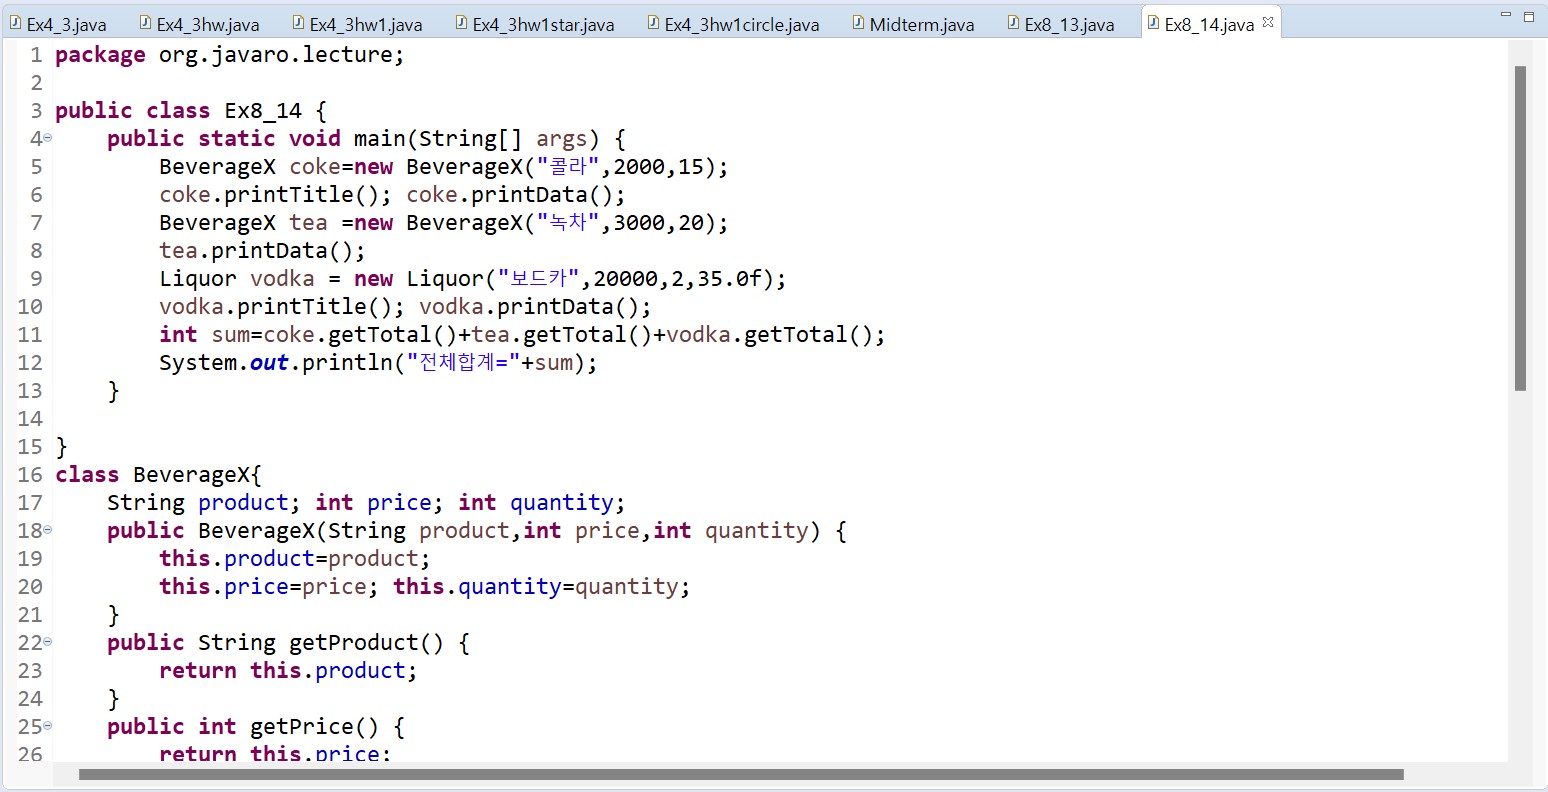 Ex4_3.java Ex4_3hw.java Ex4_3hw1.java Ex4_3hw1star.java Ex4_3hw1circle.java Midterm.java Ex8_13.java Ex8_14.java
1 package org.javaro.lecture;
2
3 public class Ex8_14 {
4 public static void main(String[] args) {
5 BeverageX coke=new BeverageX("콜라",2000,15);
6 coke.printTitle(); coke.printData();
7 BeverageX tea =new BeverageX("녹차",3000,20);
8 tea.printData();
9 Liquor vodka = new Liquor("보드카",20000,2,35.0f);
10 vodka.printTitle(); vodka.printData();
11 int sum=coke.getTotal()+tea.getTotal()+vodka.getTotal();
12 System.out.println("전체합계="+sum);
13 }
14
15 }
16 class BeverageX{
17 String product; int price; int quantity;
18 public BeverageX(String product,int price,int quantity) {
19 this.product=product;
20 this.price=price; this.quantity=quantity;
21 }
22 public String getProduct() {
23 return this.product;
24 }
25 public int getPrice() {
26 return this.price;